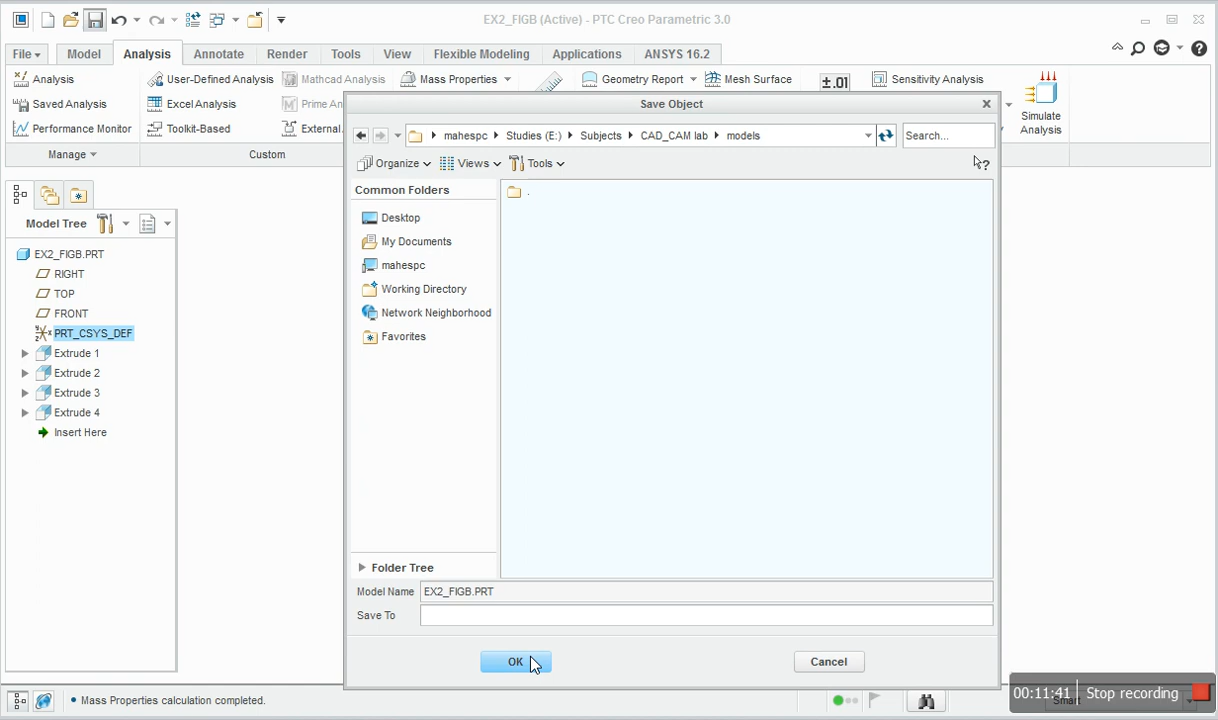 EX2_FIGB (Active) - PTC Creo Parametric 3.0
File Model Analysis Annotate Render Tools View Flexible Modeling Applications ANSYS 16.2
Analysis User-Defined Analysis Mathcad Analysis Mass Properties Geometry Report Mesh Surface ±.01 Sensitivity Analysis
Saved Analysis Excel Analysis Prime An
Performance Monitor Toolkit-Based External
Simulate
Analysis
Manage Custom
Save Object
mahespc Studies (E:) Subjects CAD_CAM lab models Search...
Organize Views Tools
Common Folders
Desktop
My Documents
mahespc
Working Directory
Network Neighborhood
Favorites
.
Folder Tree
Model Name EX2_FIGB.PRT
Save To
OK Cancel
Model Tree
EX2_FIGB.PRT
RIGHT
TOP
FRONT
PRT_CSYS_DEF
Extrude 1
Extrude 2
Extrude 3
Extrude 4
Insert Here
• Mass Properties calculation completed.
00:11:41 Stop recording
Smart